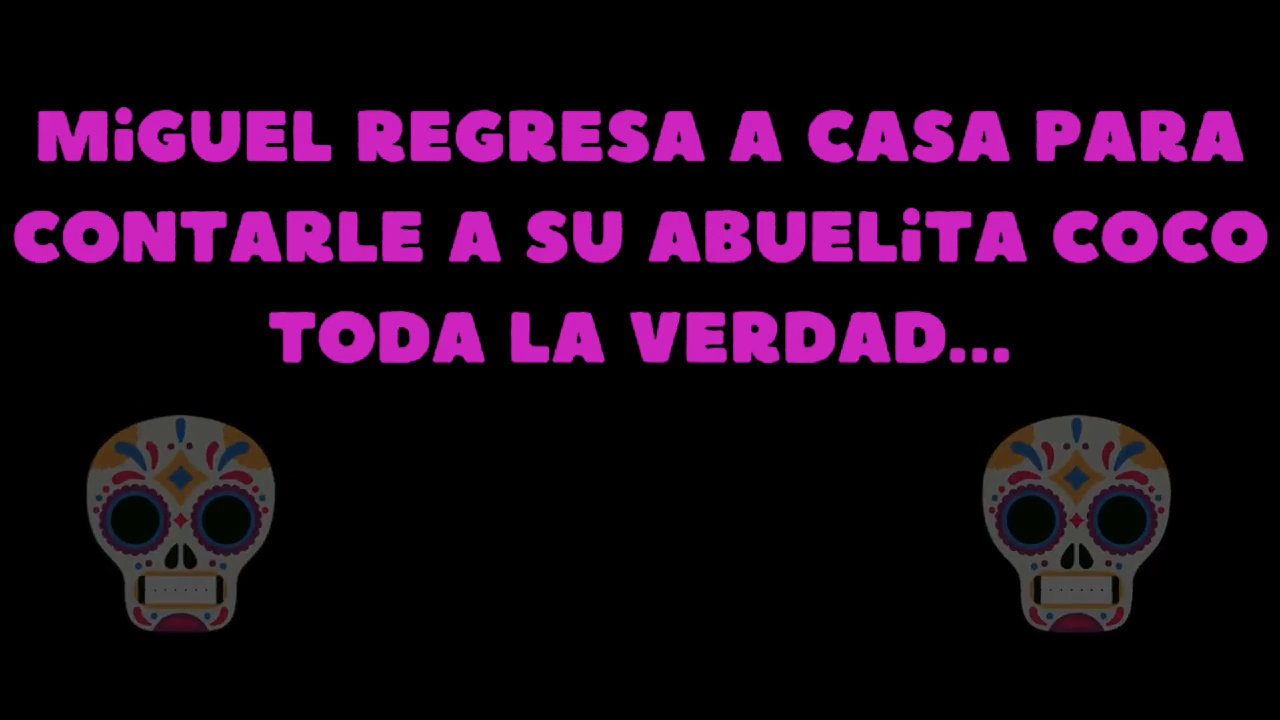 MiGUEL REGRESA A CASA PARA
CONTARLE A SU ABUELiTA COCO
TODA LA VERDAD...